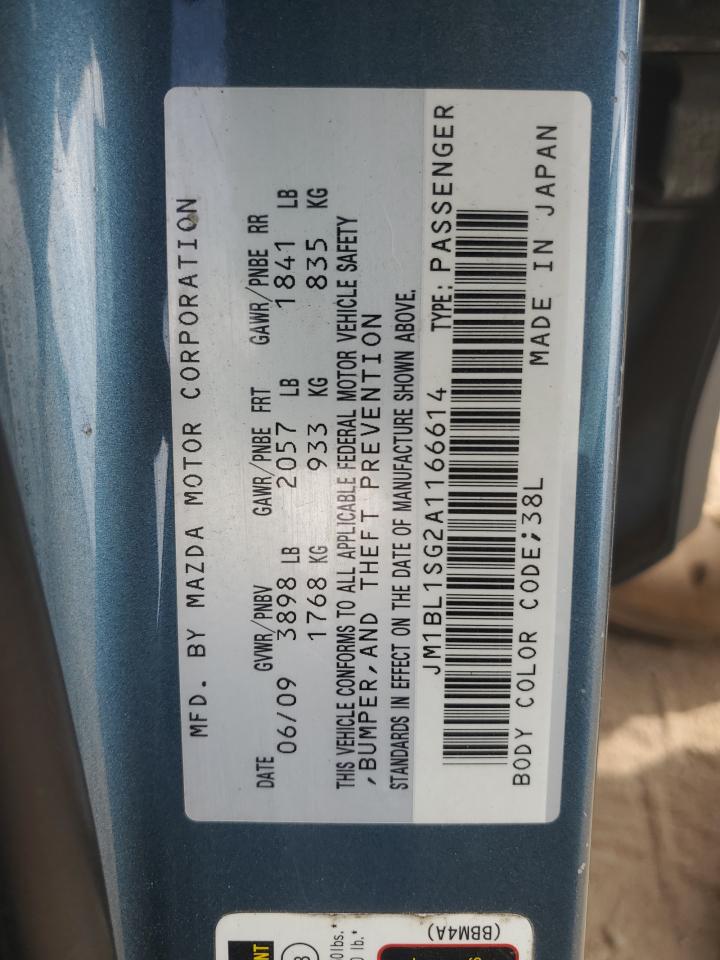 MFD. BY MAZDA MOTOR CORPORATION
DATE GVWR/PNBV GAWR/PNBE FRT GAWR/PNBE RR
06/09 3898 LB 2057 LB 1841 LB
1768 KG 933 KG 835 KG
THIS VEHICLE CONFORMS TO ALL APPLICABLE FEDERAL MOTOR VEHICLE SAFETY
,BUMPER,AND THEFT PREVENTION
STANDARDS IN EFFECT ON THE DATE OF MANUFACTURE SHOWN ABOVE.
JM1BL1SG2A1166614 TYPE: PASSENGER
BODY COLOR CODE;38L MADE IN JAPAN
(BBM4A)
lbs.*
lb.*